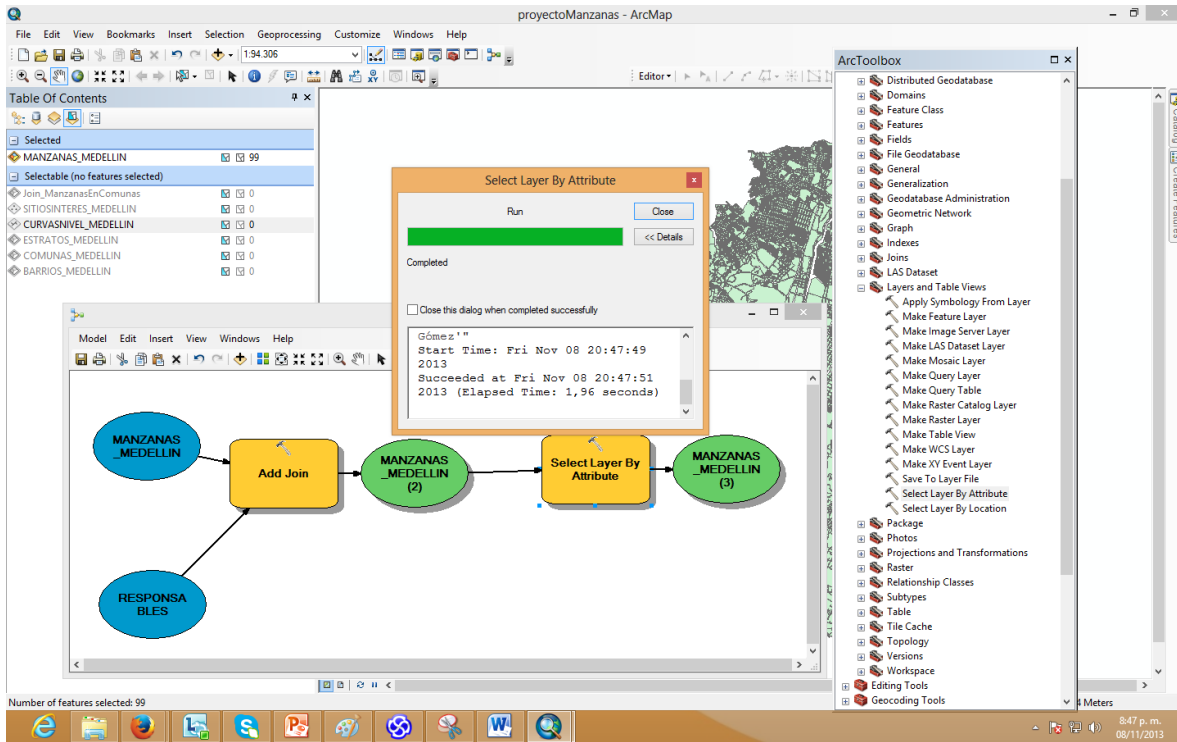 proyectoManzanas - ArcMap
File Edit View Bookmarks Insert Selection Geoprocessing Customize Windows Help
1:94.306
Editor
Table Of Contents
Selected
MANZANAS_MEDELLIN 99
Selectable (no features selected)
Join_ManzanasEnComunas 0
SITIOSINTERES_MEDELLIN 0
CURVASNIVEL_MEDELLIN 0
ESTRATOS_MEDELLIN 0
COMUNAS_MEDELLIN 0
BARRIOS_MEDELLIN 0
Select Layer By Attribute
Run
Close
<< Details
Completed
Close this dialog when completed successfully
Gómez'"
Start Time: Fri Nov 08 20:47:49
2013
Succeeded at Fri Nov 08 20:47:51
2013 (Elapsed Time: 1,96 seconds)
Model Edit Insert View Windows Help
MANZANAS
_MEDELLIN
Add Join
MANZANAS
_MEDELLIN
(2)
Select Layer By
Attribute
MANZANAS
_MEDELLIN
(3)
RESPONSA
BLES
ArcToolbox
Distributed Geodatabase
Domains
Feature Class
Features
Fields
File Geodatabase
General
Generalization
Geodatabase Administration
Geometric Network
Graph
Indexes
Joins
LAS Dataset
Layers and Table Views
Apply Symbology From Layer
Make Feature Layer
Make Image Server Layer
Make LAS Dataset Layer
Make Mosaic Layer
Make Query Layer
Make Query Table
Make Raster Catalog Layer
Make Raster Layer
Make Table View
Make WCS Layer
Make XY Event Layer
Save To Layer File
Select Layer By Attribute
Select Layer By Location
Package
Photos
Projections and Transformations
Raster
Relationship Classes
Subtypes
Table
Tile Cache
Topology
Versions
Workspace
Editing Tools
Geocoding Tools
Catalog
Create Features
Number of features selected: 99
4 Meters
8:47 p. m.
08/11/2013